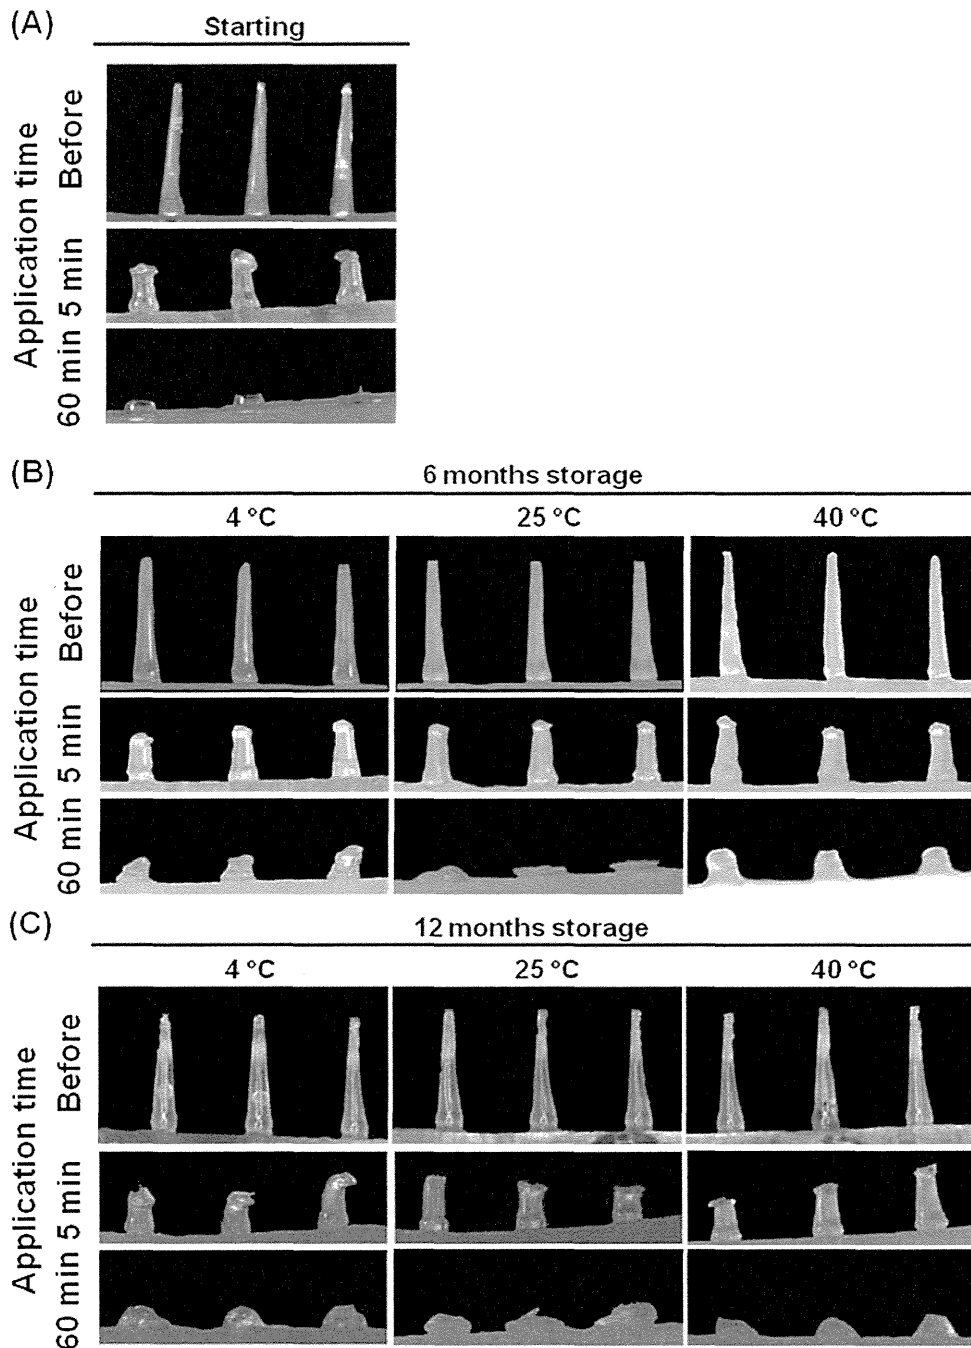 (A)
Starting
Application time
Before
5 min
60 min
(B)
6 months storage
4 °C
25 °C
40 °C
Application time
Before
5 min
60 min
(C)
12 months storage
4 °C
25 °C
40 °C
Application time
Before
5 min
60 min